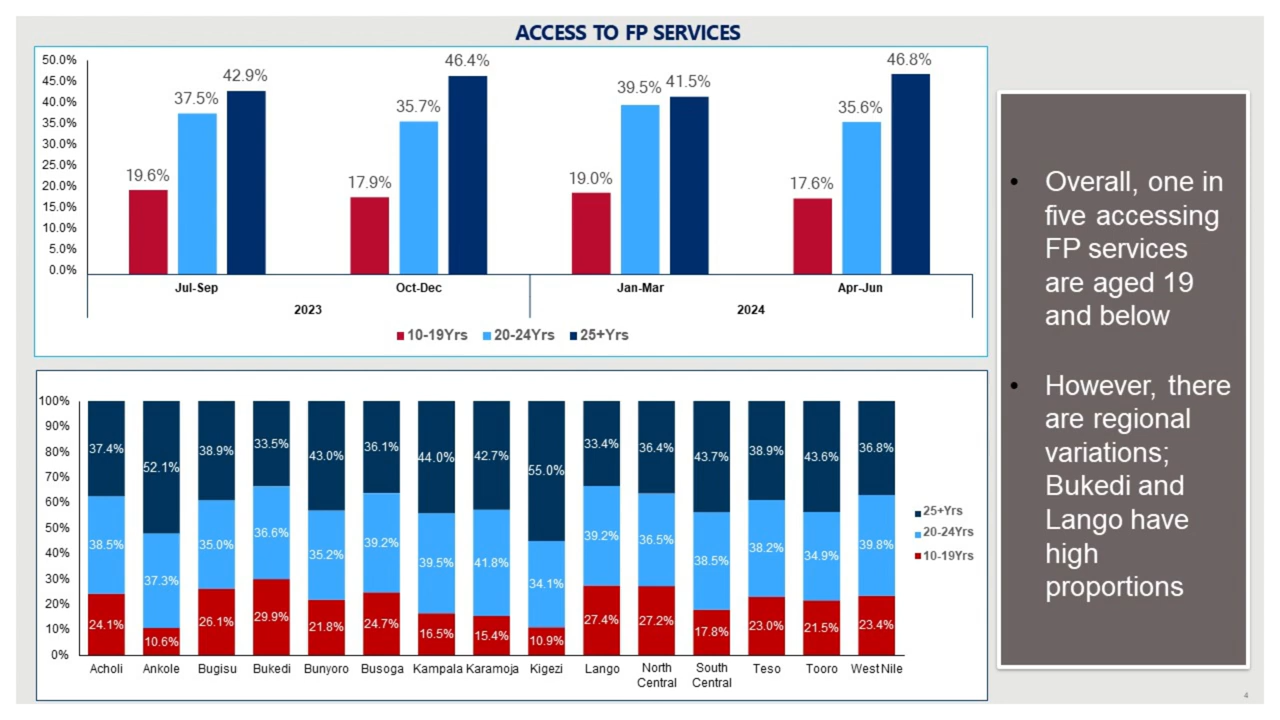 ACCESS TO FP SERVICES
50.0%
45.0%
40.0%
35.0%
30.0%
25.0%
20.0%
15.0%
10.0%
5.0%
0.0%
19.6% 37.5% 42.9%
17.9% 35.7% 46.4%
19.0% 39.5% 41.5%
17.6% 35.6% 46.8%
Jul-Sep Oct-Dec Jan-Mar Apr-Jun
2023 2024
10-19Yrs 20-24Yrs 25+Yrs
100%
90%
80%
70%
60%
50%
40%
30%
20%
10%
0%
37.4% 52.1% 38.9% 33.5% 43.0% 36.1% 44.0% 42.7% 55.0% 33.4% 36.4% 43.7% 38.9% 43.6% 36.8%
38.5% 37.3% 35.0% 36.6% 35.2% 39.2% 39.5% 41.8% 34.1% 39.2% 36.5% 38.5% 38.2% 34.9% 39.8%
24.1% 10.6% 26.1% 29.9% 21.8% 24.7% 16.5% 15.4% 10.9% 27.4% 27.2% 17.8% 23.0% 21.5% 23.4%
Acholi Ankole Bugisu Bukedi Bunyoro Busoga Kampala Karamoja Kigezi Lango North Central South Central Teso Tooro West Nile
25+Yrs
20-24Yrs
10-19Yrs
• Overall, one in
five accessing
FP services
are aged 19
and below
• However, there
are regional
variations;
Bukedi and
Lango have
high
proportions
4